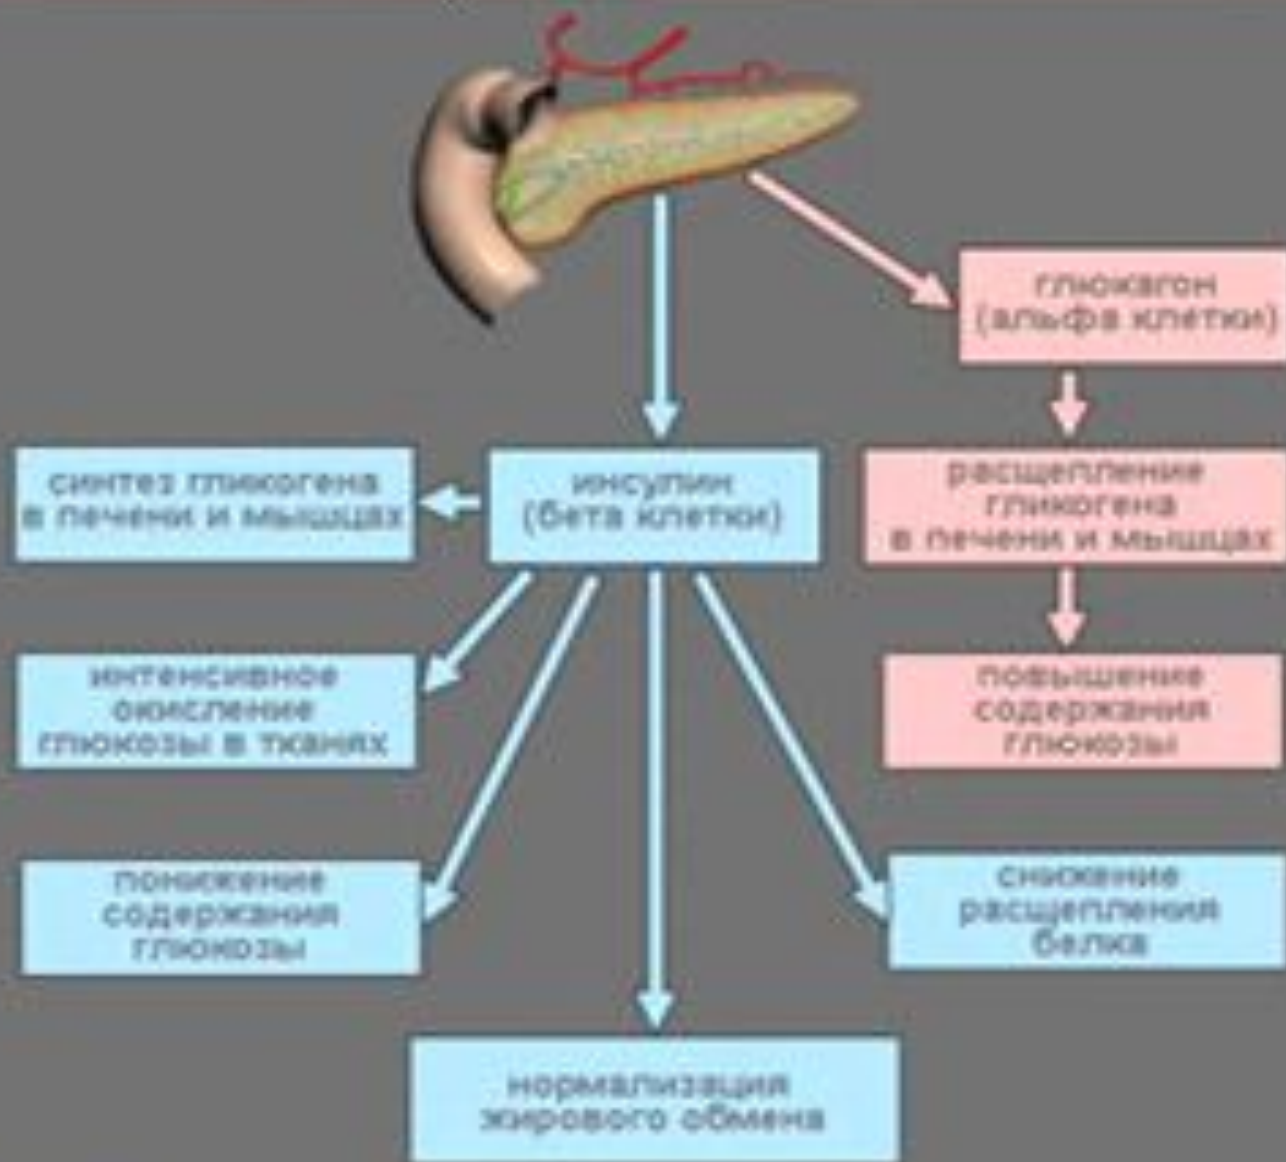 глюкагон
(альфа клетки)
синтез гликогена
в печени и мышцах
инсулин
(бета клетки)
расщепление
гликогена
в печени и мышцах
интенсивное
окисление
глюкозы в тканях
повышение
содержания
глюкозы
понижение
содержания
глюкозы
снижение
расщепления
белка
нормализация
жирового обмена